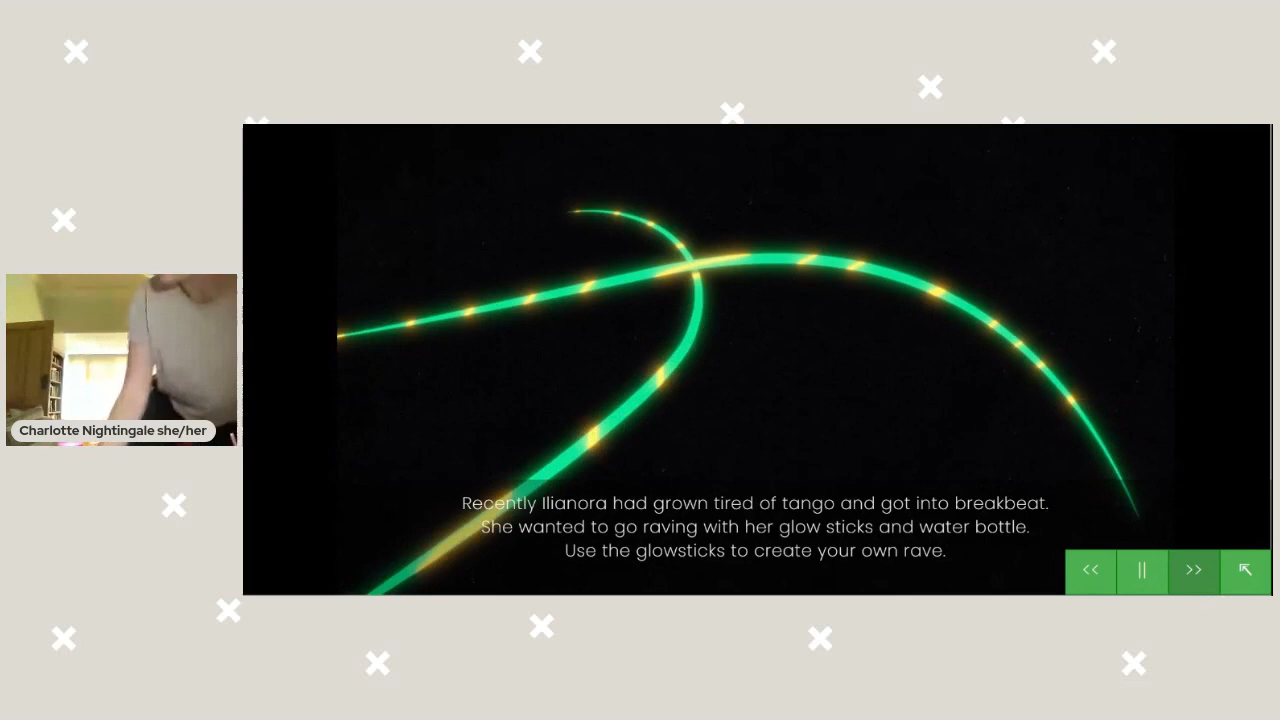 Charlotte Nightingale she/her
Recently Ilianora had grown tired of tango and got into breakbeat.
She wanted to go raving with her glow sticks and water bottle.
Use the glowsticks to create your own rave.
<< || >>